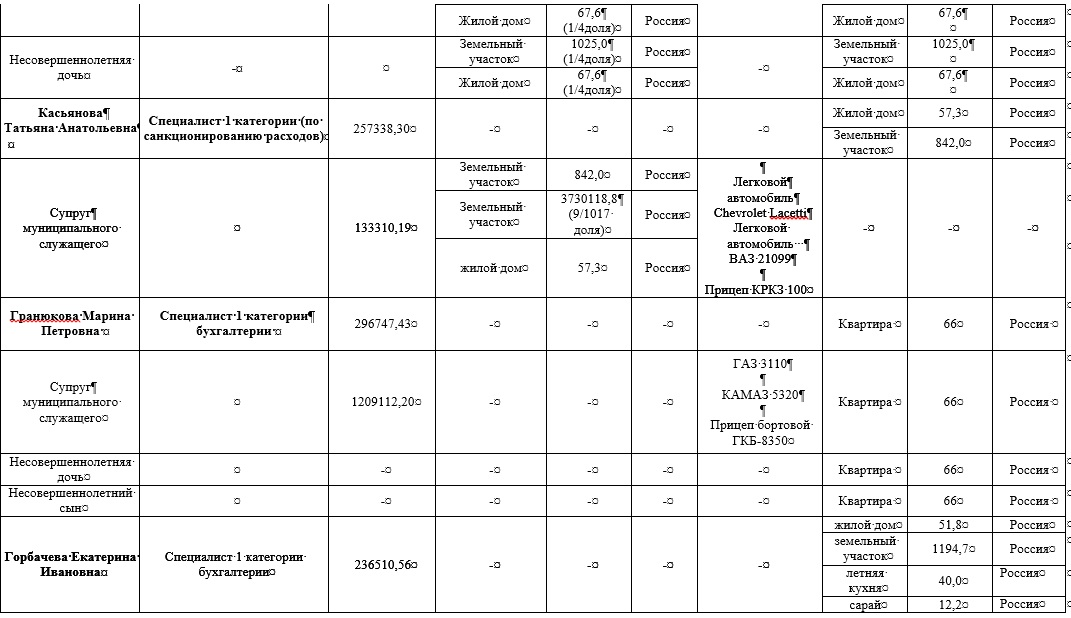 Жилой·дом¤ 67,6¶ Россия¤ Жилой·дом¤ 67,6¶ Россия¤
(1/4доля)¤ ¤
Несовершеннолетняя· -¤ ¤ Земельный· 1025,0¶ Россия¤ -¤ Земельный· 1025,0¶ Россия¤
дочь¤ участок¤ (1/4доля)¤ участок¤ ¤
Жилой·дом¤ 67,6¶ Россия¤ Жилой·дом¤ 67,6¶ Россия¤
(1/4доля)¤ ¤
Касьянова¶ Специалист·1·категории·(по· 257338,30¤ -¤ -¤ -¤ -¤ Жилой·дом¤ 57,3¤ Россия¤
Татьяна·Анатольевна¶ санкционированию·расходов)¤ Земельный· 842,0¤ Россия¤
¤ участок¤
Супруг¶ ¤ 133310,19¤ Земельный· 842,0¤ Россия¤ ¶ -¤ -¤ -¤
муниципального· участок¤ Легковой¶
служащего¤ Земельный· 3730118,8¶ Россия¤ автомобиль¶
участок¤ (9/1017· Chevrolet·Lacetti¶
доля)¤ Легковой·
жилой·дом¤ 57,3¤ Россия¤ автомобиль···¶
ВАЗ·21099¶
¶
Прицеп·КРКЗ·100¤
Гранюкова·Марина· Специалист·1·категории¶ 296747,43¤ -¤ -¤ -¤ -¤ Квартира·¤ 66¤ Россия·¤
Петровна·¤ бухгалтерии·¤
Супруг¶ ¤ 1209112,20¤ -¤ -¤ -¤ ГАЗ·3110¶ Квартира·¤ 66¤ Россия·¤
муниципального· ¶
служащего¤ КАМАЗ·5320¶
¶
Прицеп·бортовой·
ГКБ-8350¤
Несовершеннолетняя· ¤ -¤ -¤ -¤ -¤ -¤ Квартира·¤ 66¤ Россия·¤
дочь¤
Несовершеннолетний· ¤ -¤ -¤ -¤ -¤ -¤ Квартира·¤ 66¤ Россия·¤
сын¤
Горбачева·Екатерина· Специалист·1·категории· 236510,56¤ -¤ -¤ -¤ -¤ жилой·дом¤ 51,8¤ Россия¤
Ивановна¤ бухгалтерии¤ земельный· 1194,7¤ Россия¤
участок¤
летняя· 40,0¤ Россия¤
кухня¤
сарай¤ 12,2¤ Россия¤